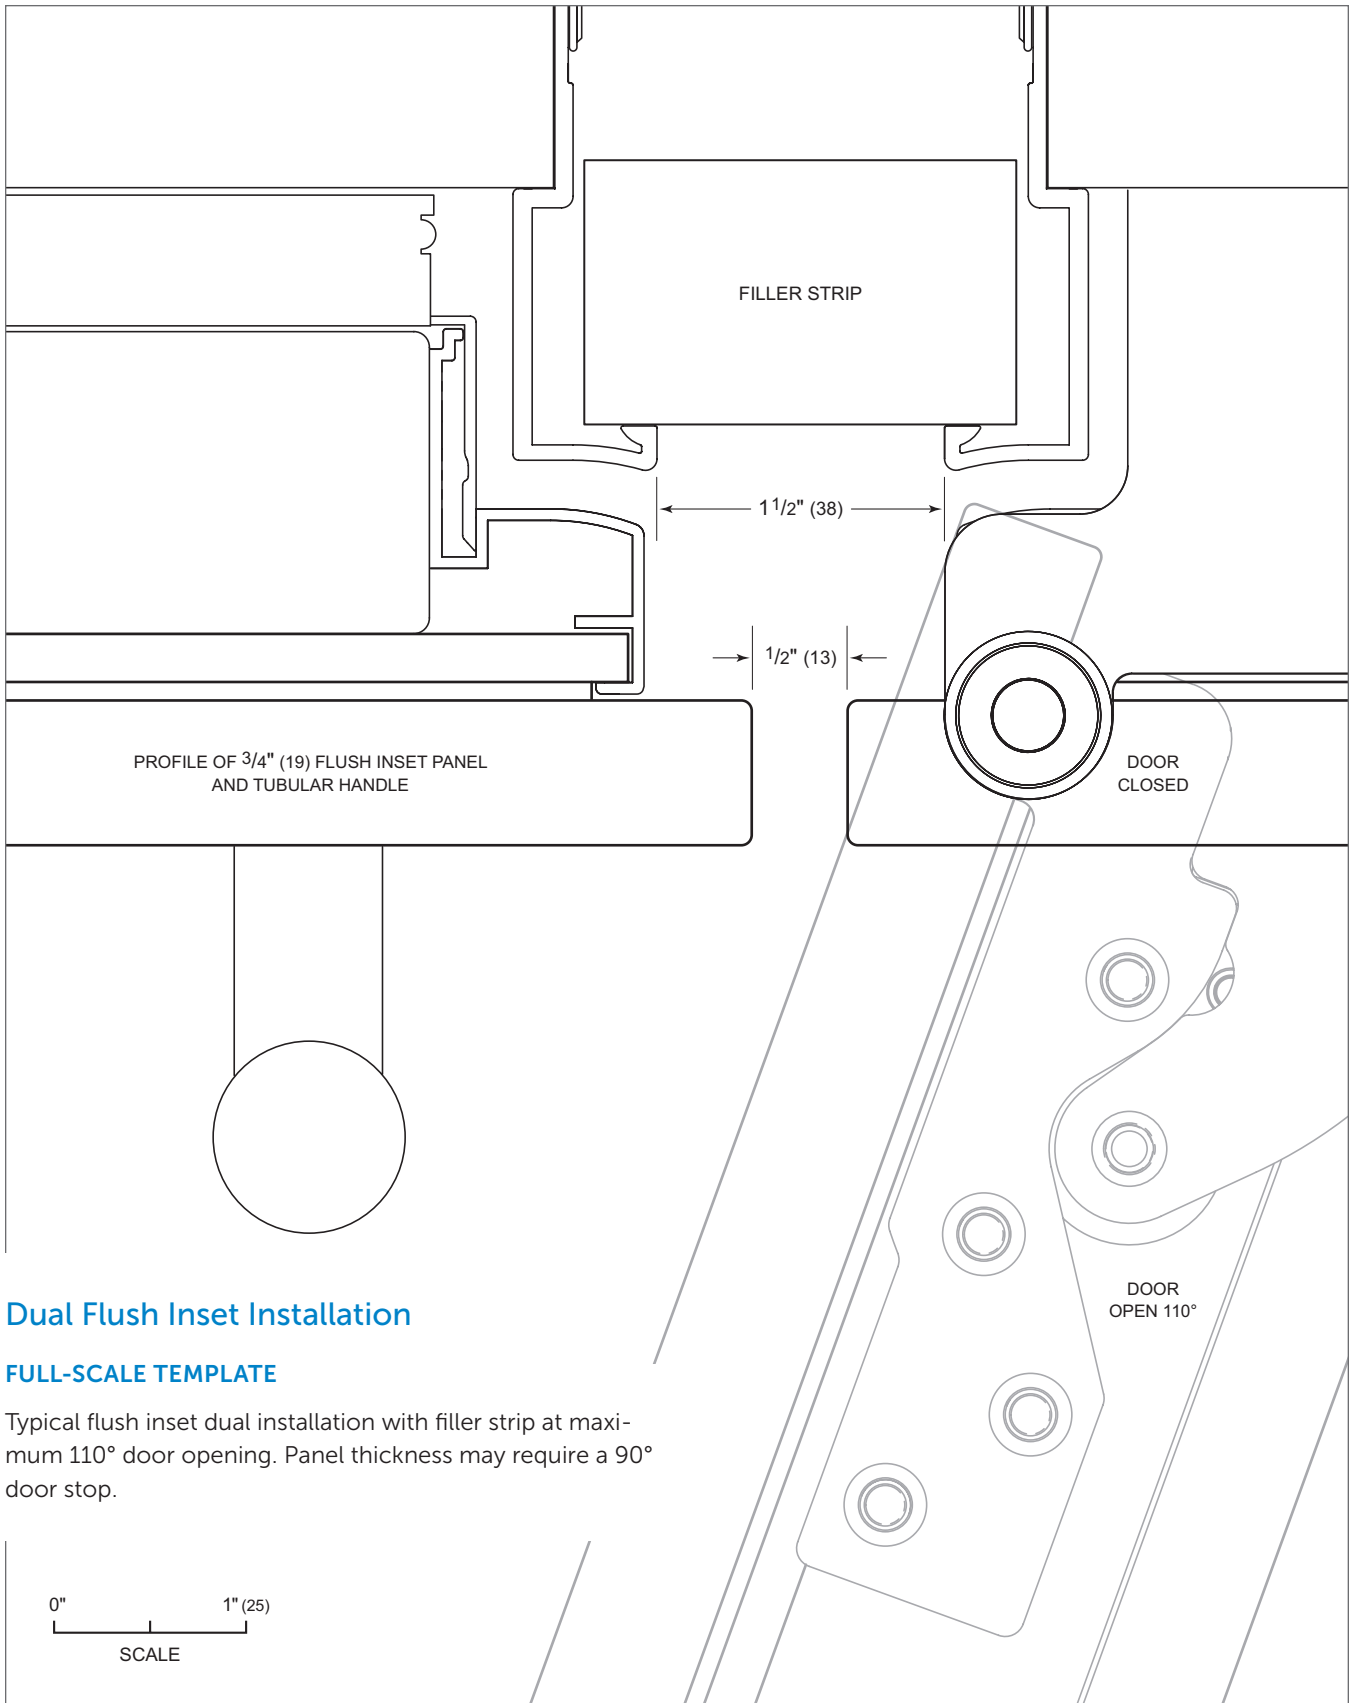 FILLER STRIP
1 1/2" (38)
1/2" (13)
PROFILE OF 3/4" (19) FLUSH INSET PANEL
AND TUBULAR HANDLE
DOOR
CLOSED
DOOR
OPEN 110°
Dual Flush Inset Installation
FULL-SCALE TEMPLATE
Typical flush inset dual installation with filler strip at maxi-
mum 110° door opening. Panel thickness may require a 90°
door stop.
0" 1" (25)
SCALE